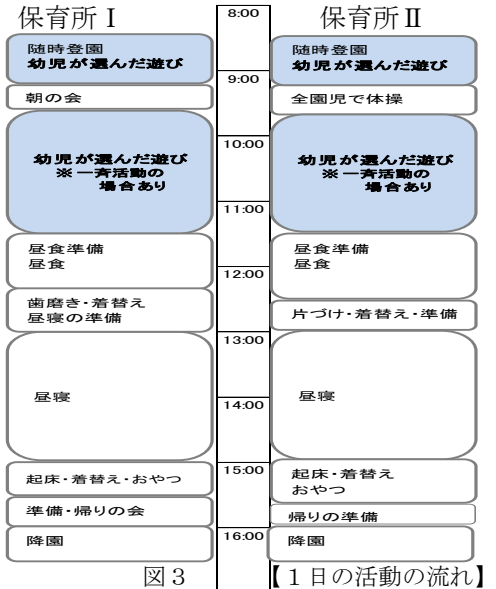 保育所Ⅰ
随時登園
幼児が選んだ遊び
朝の会
幼児が選んだ遊び
※一斉活動の
場合あり
昼食準備
昼食
歯磨き・着替え
昼寝の準備
昼寝
起床・着替え・おやつ
準備・帰りの会
降園
8:00
9:00
10:00
11:00
12:00
13:00
14:00
15:00
16:00
保育所Ⅱ
随時登園
幼児が選んだ遊び
全園児で体操
幼児が選んだ遊び
※一斉活動の
場合あり
昼食準備
昼食
片づけ・着替え・準備
昼寝
起床・着替え
おやつ
帰りの準備
降園
図３ 【１日の活動の流れ】